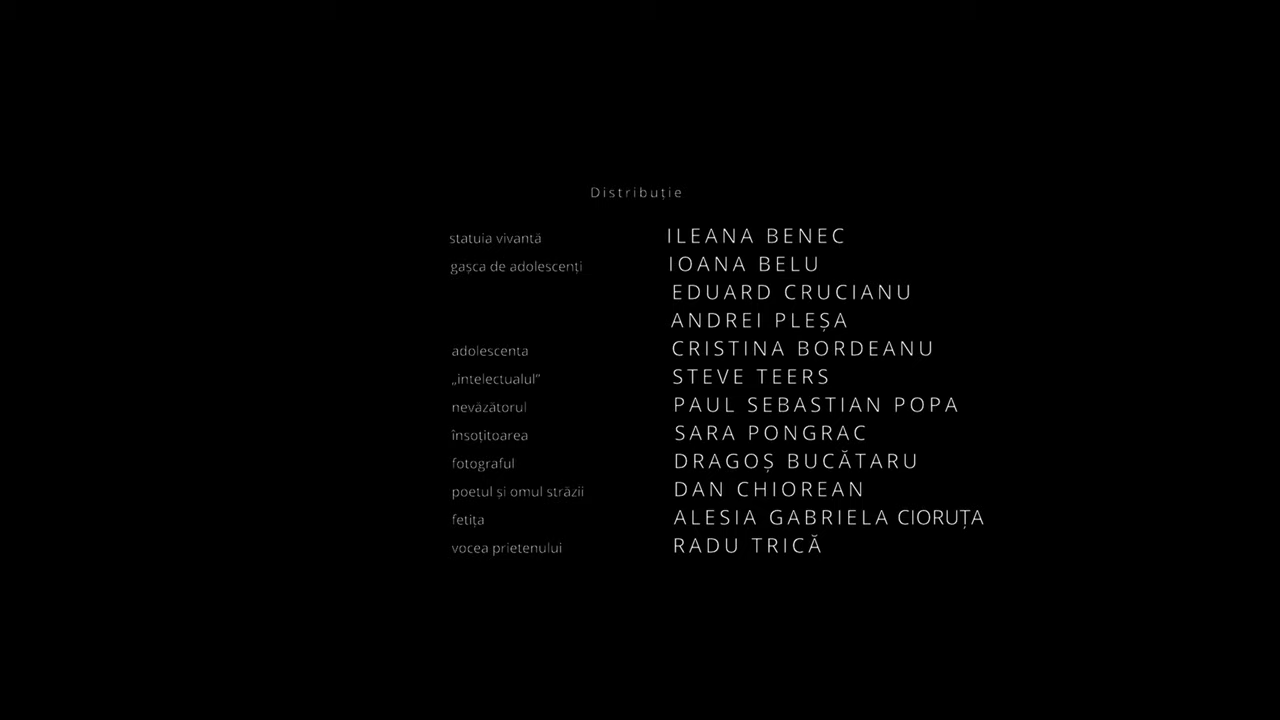 Distribuție
statuia vivantă ILEANA BENEC
gașca de adolescenți IOANA BELU
EDUARD CRUCIANU
ANDREI PLEȘA
adolescenta CRISTINA BORDEANU
„intelectualul” STEVE TEERS
nevăzătorul PAUL SEBASTIAN POPA
însoțitoarea SARA PONGRAC
fotograful DRAGOȘ BUCĂTARU
poetul și omul străzii DAN CHIOREAN
fetița ALESIA GABRIELA CIORUȚA
vocea prietenului RADU TRICĂ